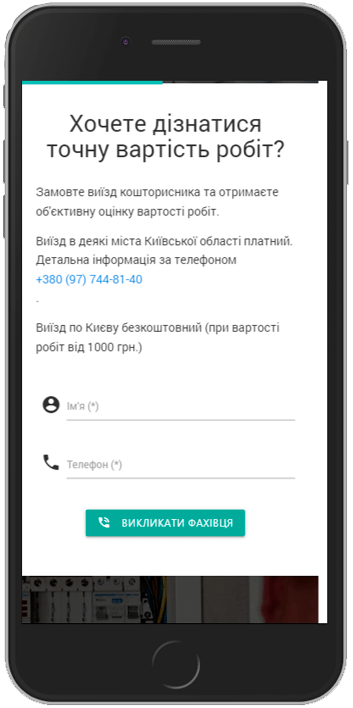 Хочете дізнатися
точну вартість робіт?
Замовте виїзд кошторисника та отримаєте
об'єктивну оцінку вартості робіт.
Виїзд в деякі міста Київської області платний.
Детальна інформація за телефоном
+380 (97) 744-81-40
.
Виїзд по Києву безкоштовний (при вартості
робіт від 1000 грн.)
Ім'я (*)
Телефон (*)
ВИКЛИКАТИ ФАХІВЦЯ